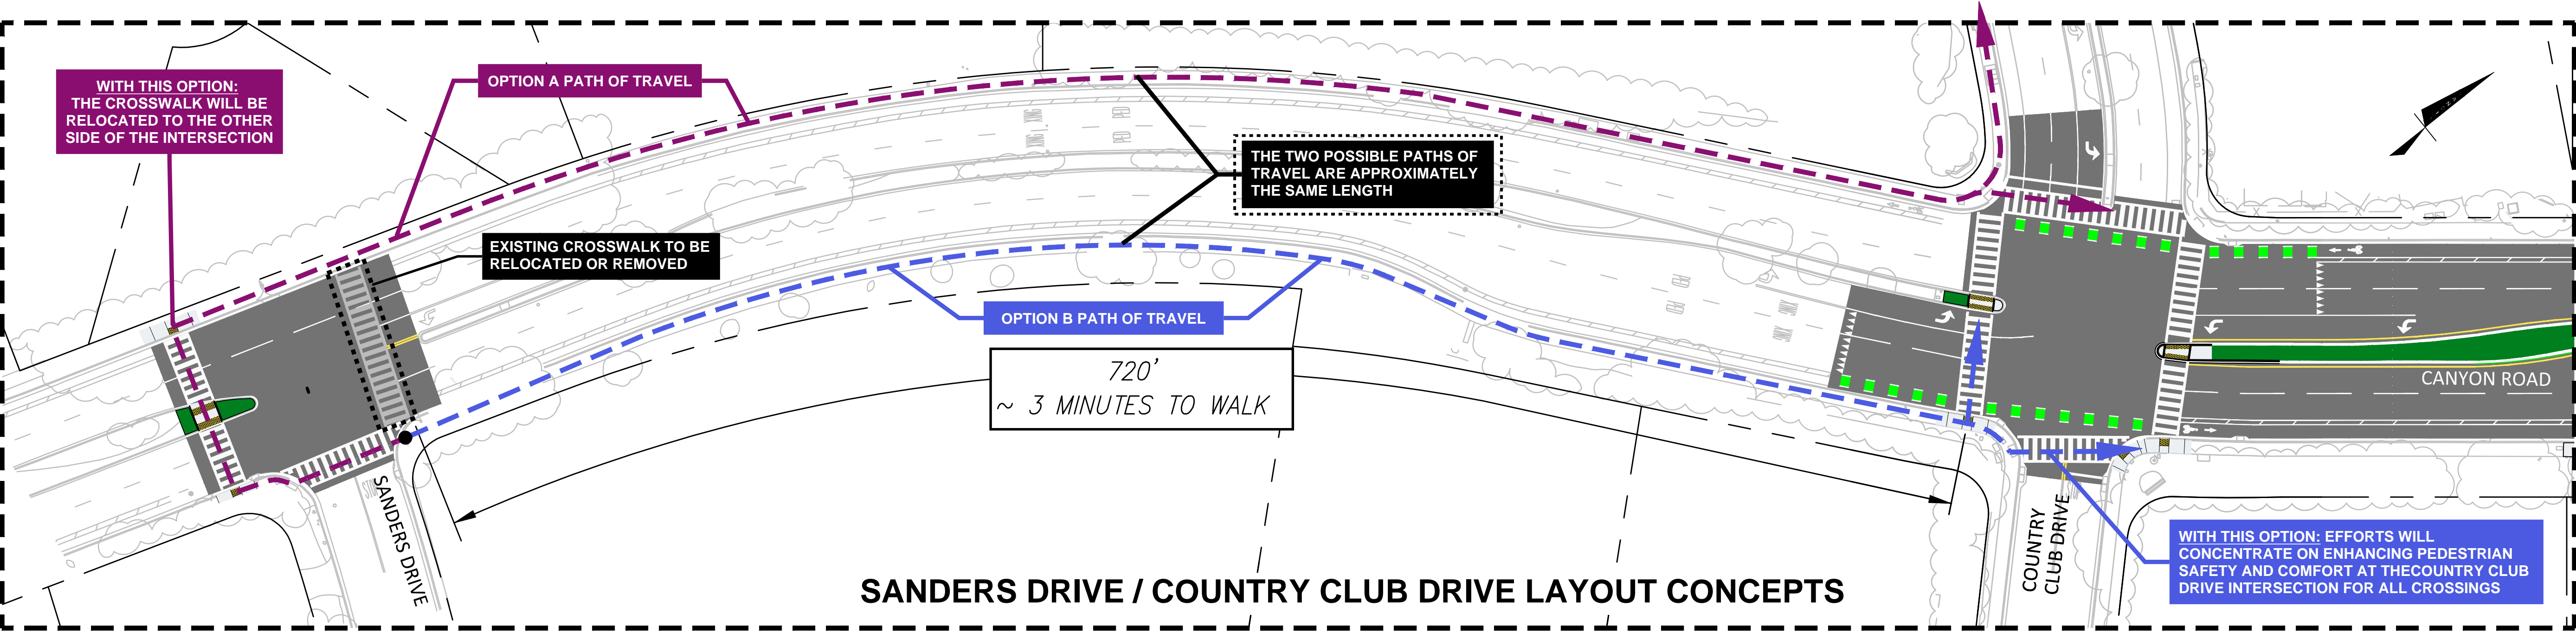 WITH THIS OPTION:
THE CROSSWALK WILL BE
RELOCATED TO THE OTHER
SIDE OF THE INTERSECTION
OPTION A PATH OF TRAVEL
EXISTING CROSSWALK TO BE
RELOCATED OR REMOVED
THE TWO POSSIBLE PATHS OF
TRAVEL ARE APPROXIMATELY
THE SAME LENGTH
OPTION B PATH OF TRAVEL
720'
~ 3 MINUTES TO WALK
CANYON ROAD
SANDERS DRIVE
COUNTRY
CLUB DRIVE
WITH THIS OPTION: EFFORTS WILL
CONCENTRATE ON ENHANCING PEDESTRIAN
SAFETY AND COMFORT AT THECOUNTRY CLUB
DRIVE INTERSECTION FOR ALL CROSSINGS
SANDERS DRIVE / COUNTRY CLUB DRIVE LAYOUT CONCEPTS